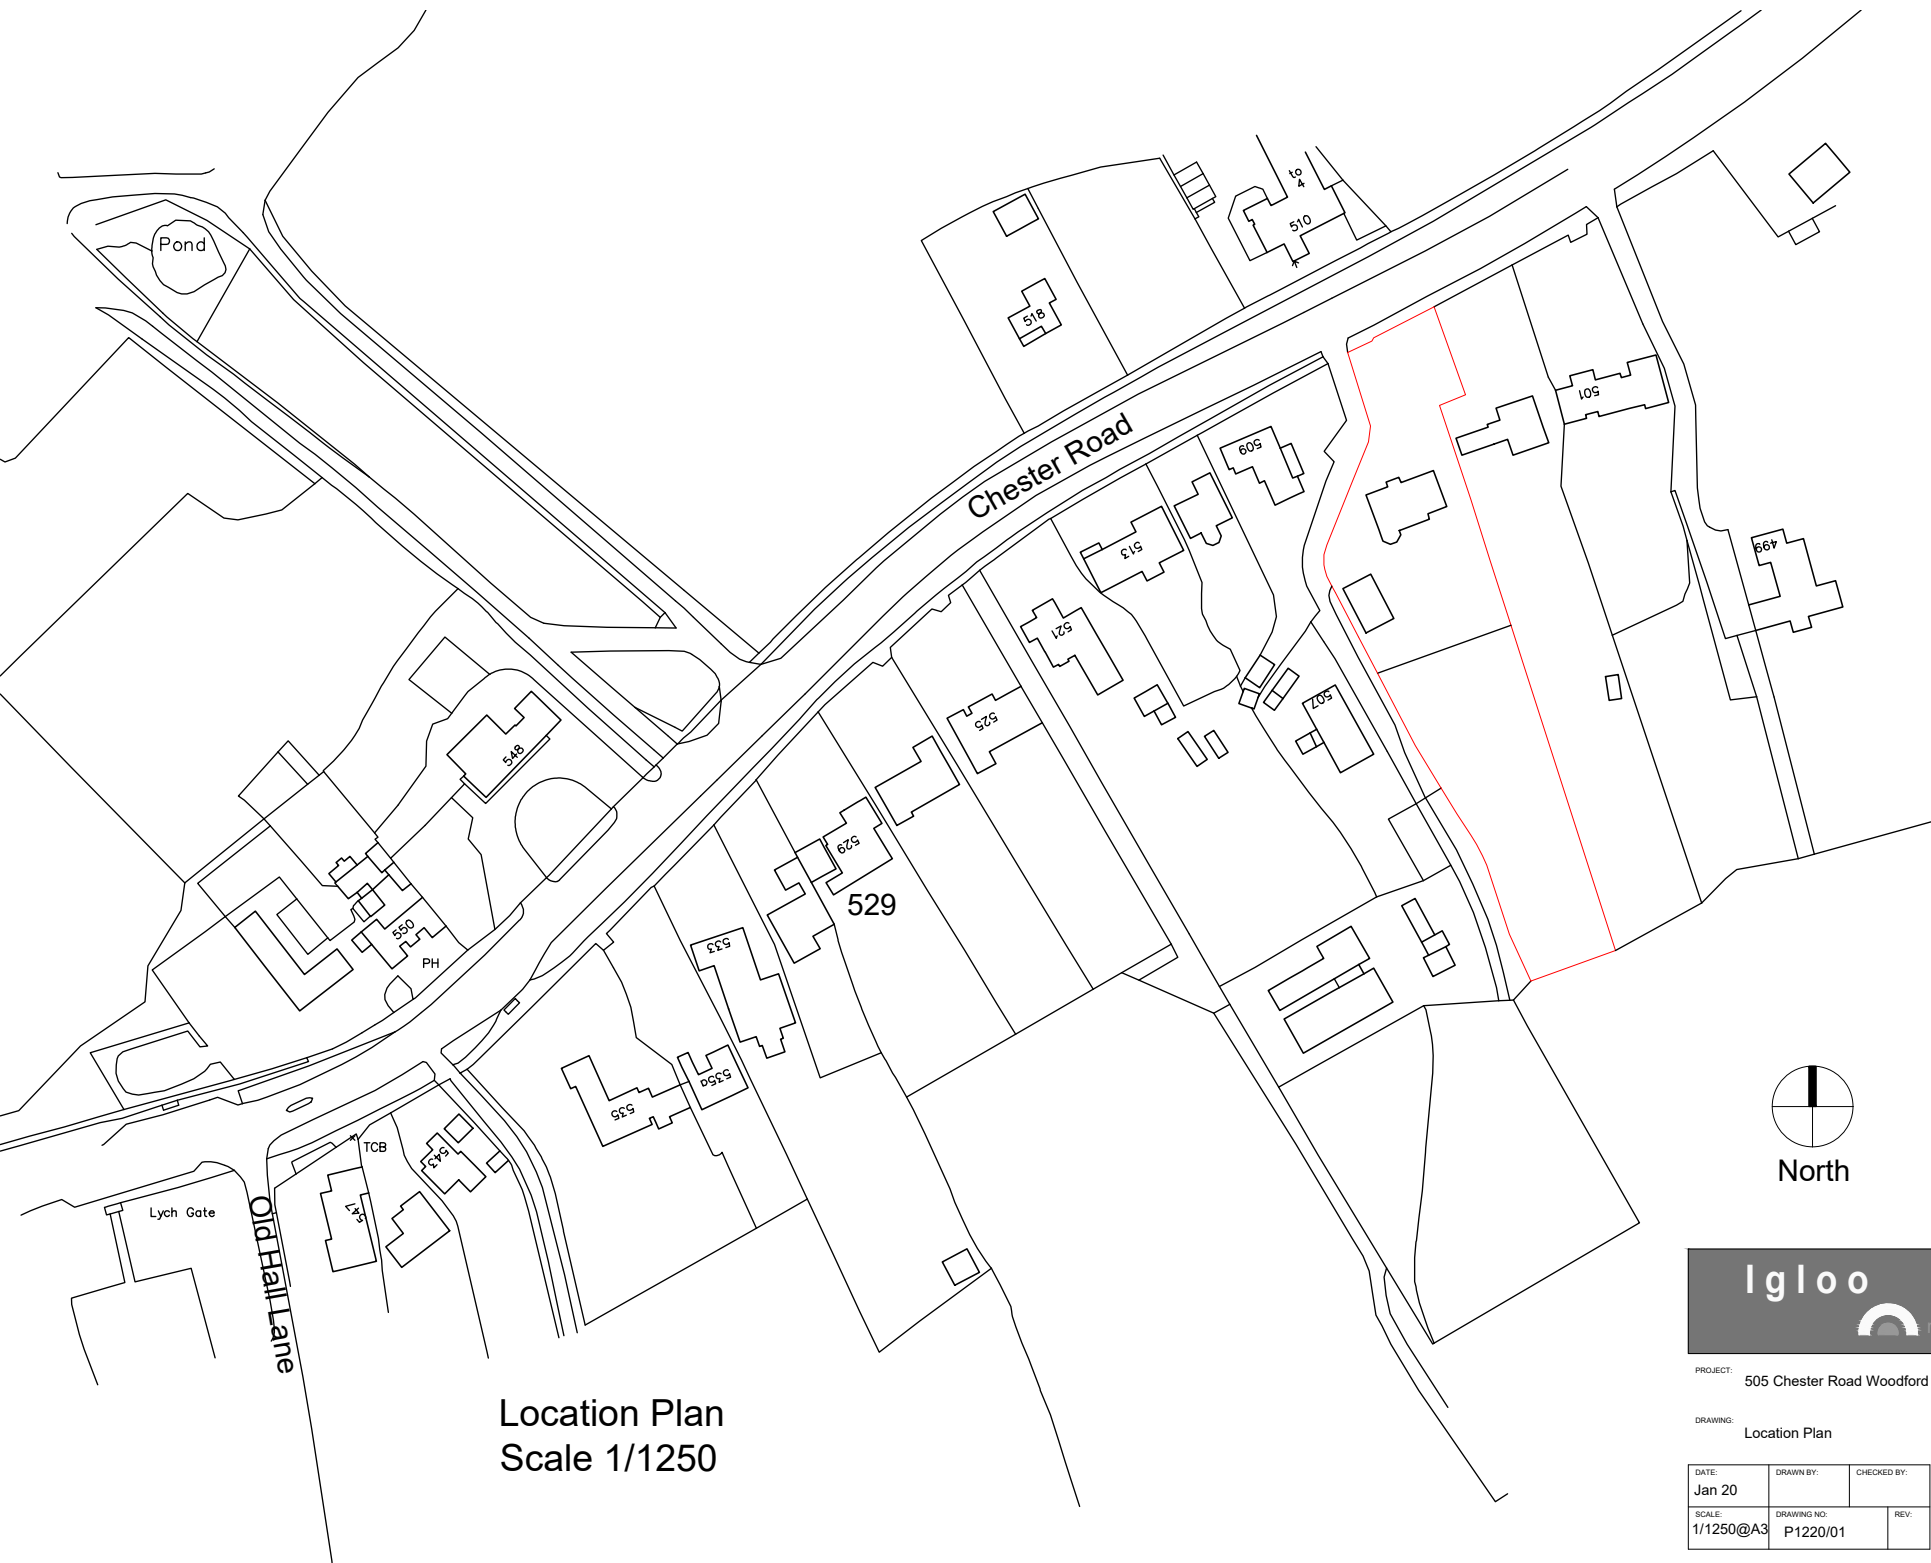 Pond
to
4
510
518
Chester Road
501
509
499
513
521
507
525
548
529
529
550
PH
533
535a
535
TCB
543
547
Lych Gate
Old Hall Lane
North
Location Plan
Scale 1/1250
Igloo
PROJECT:
505 Chester Road Woodford
DRAWING:
Location Plan
DATE: DRAWN BY: CHECKED BY:
Jan 20
SCALE: DRAWING NO: REV:
1/1250@A3 P1220/01